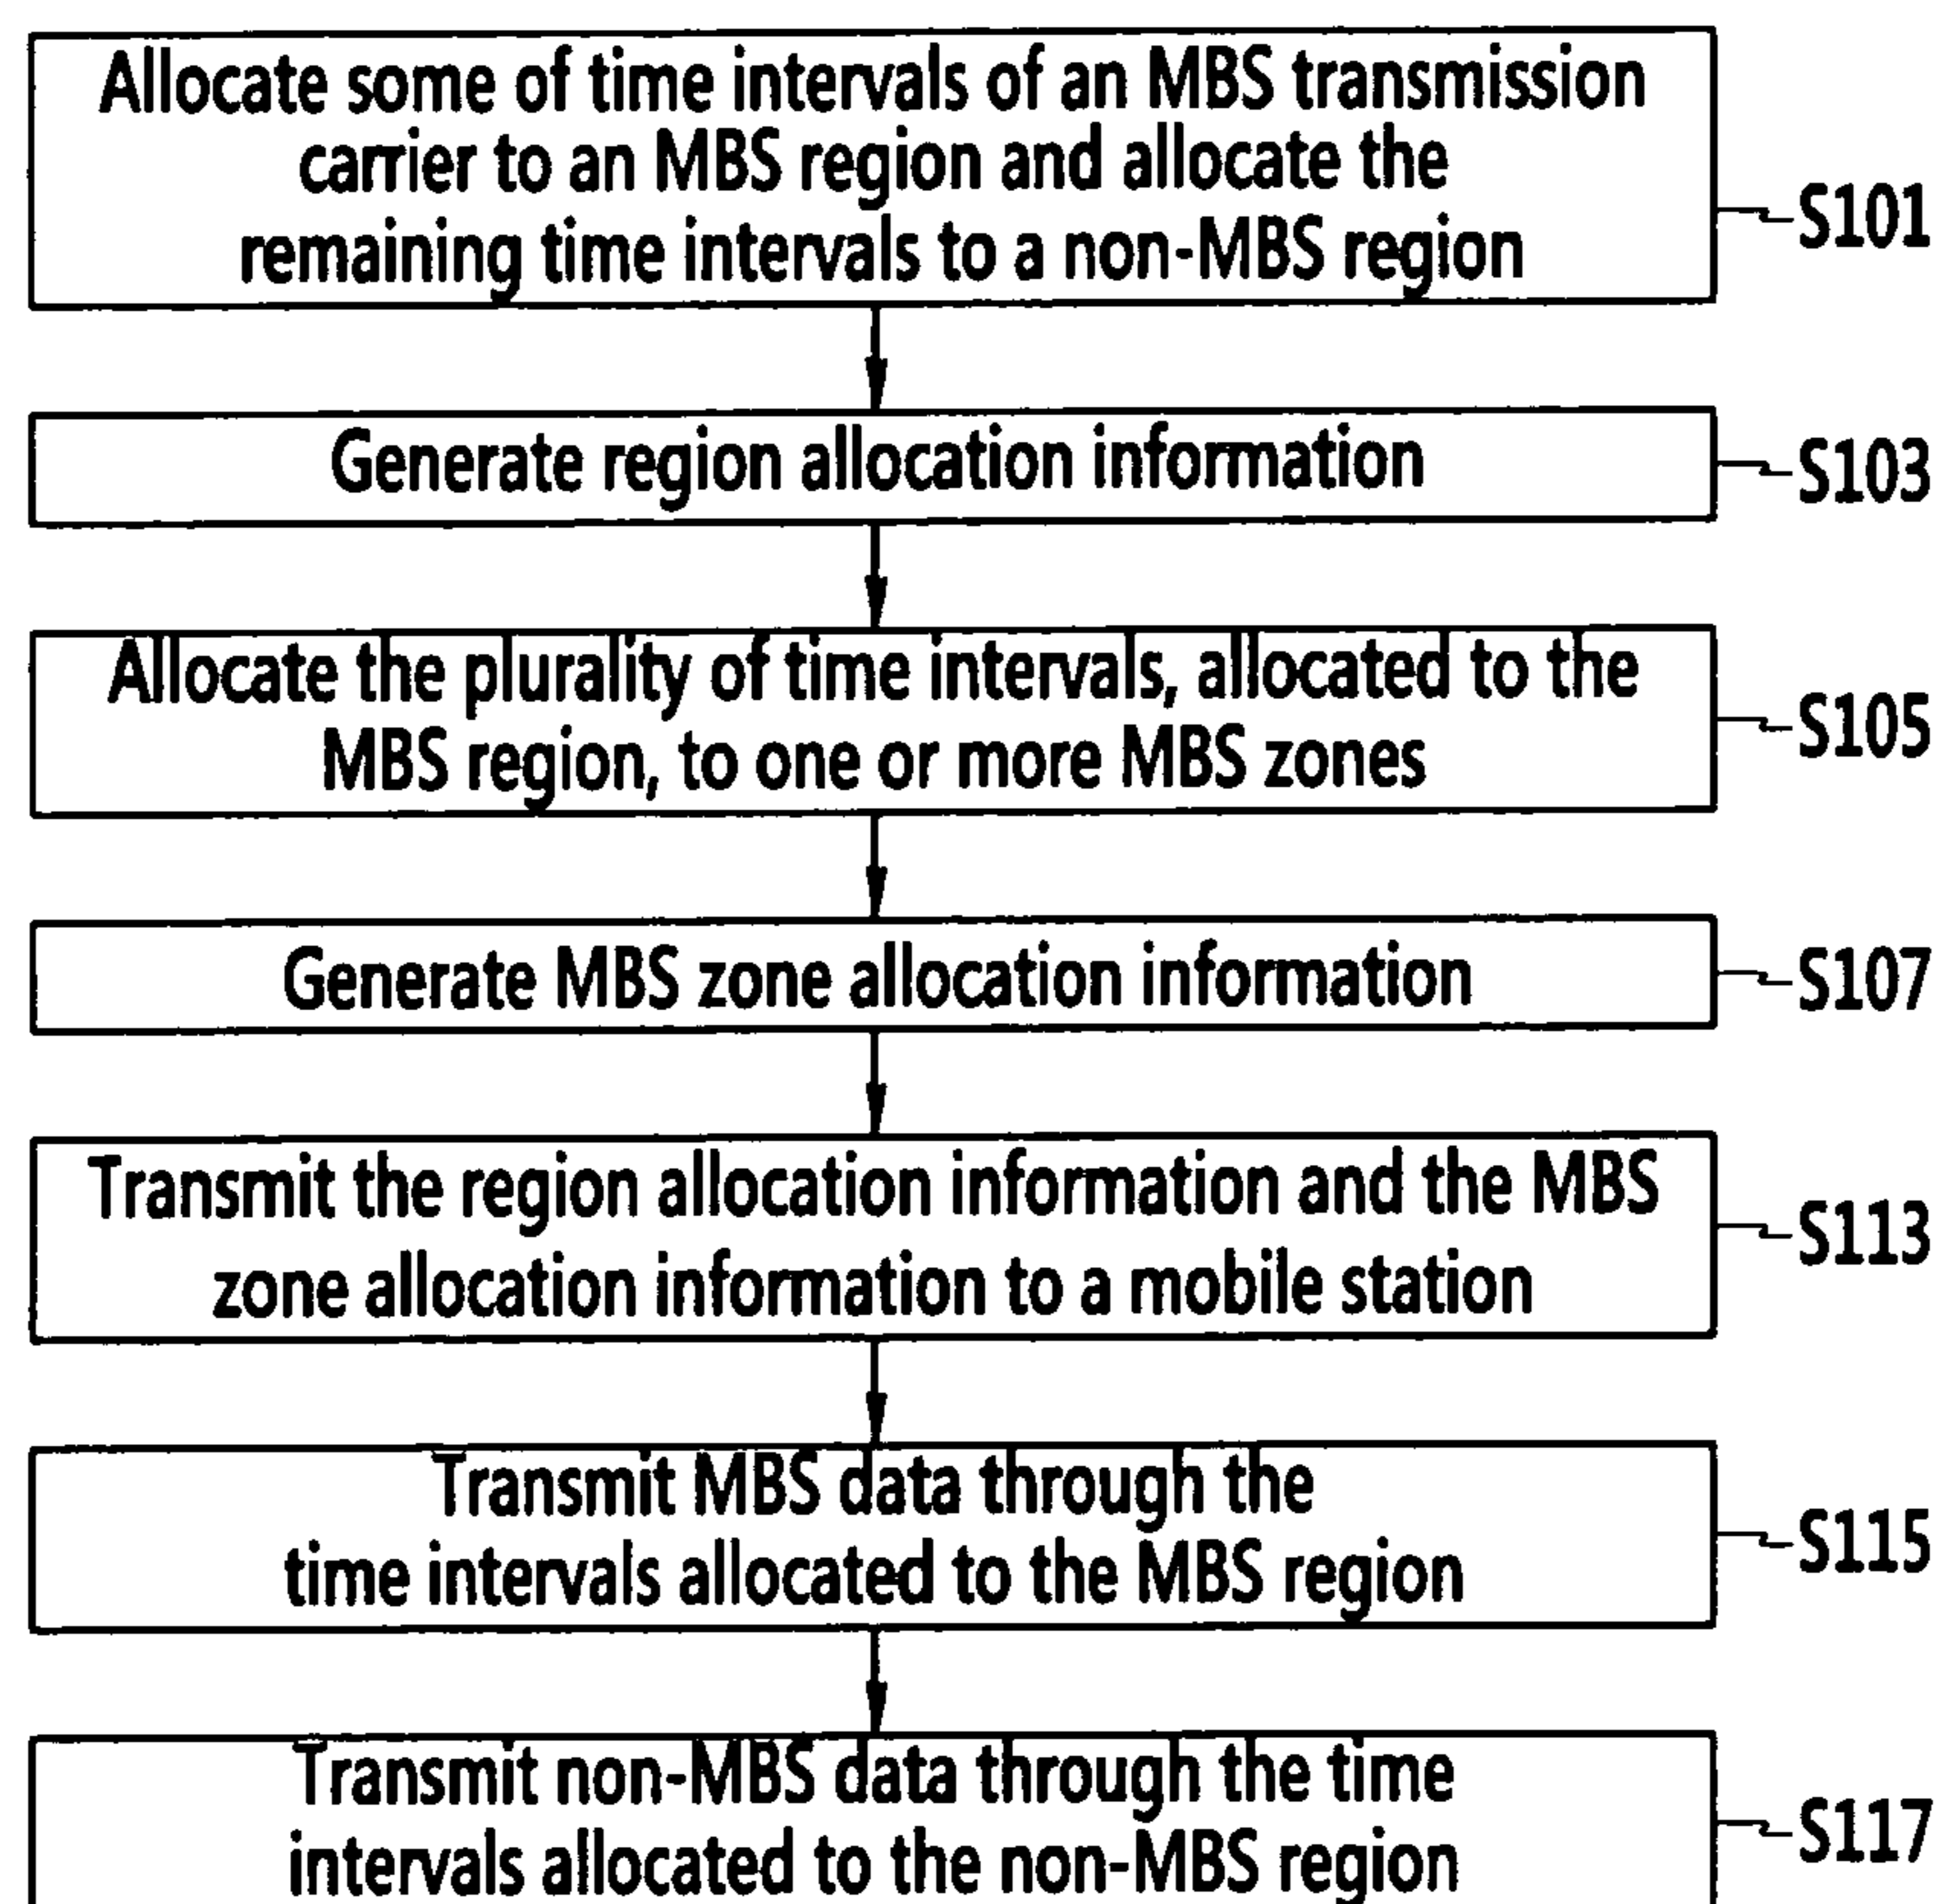 Allocate some of time intervals of an MBS transmission
carrier to an MBS region and allocate the
remaining time intervals to a non-MBS region
S101
Generate region allocation information
S103
Allocate the plurality of time intervals, allocated to the
MBS region, to one or more MBS zones
S105
Generate MBS zone allocation information
S107
Transmit the region allocation information and the MBS
zone allocation information to a mobile station
S113
Transmit MBS data through the
time intervals allocated to the MBS region
S115
Transmit non-MBS data through the time
intervals allocated to the non-MBS region
S117